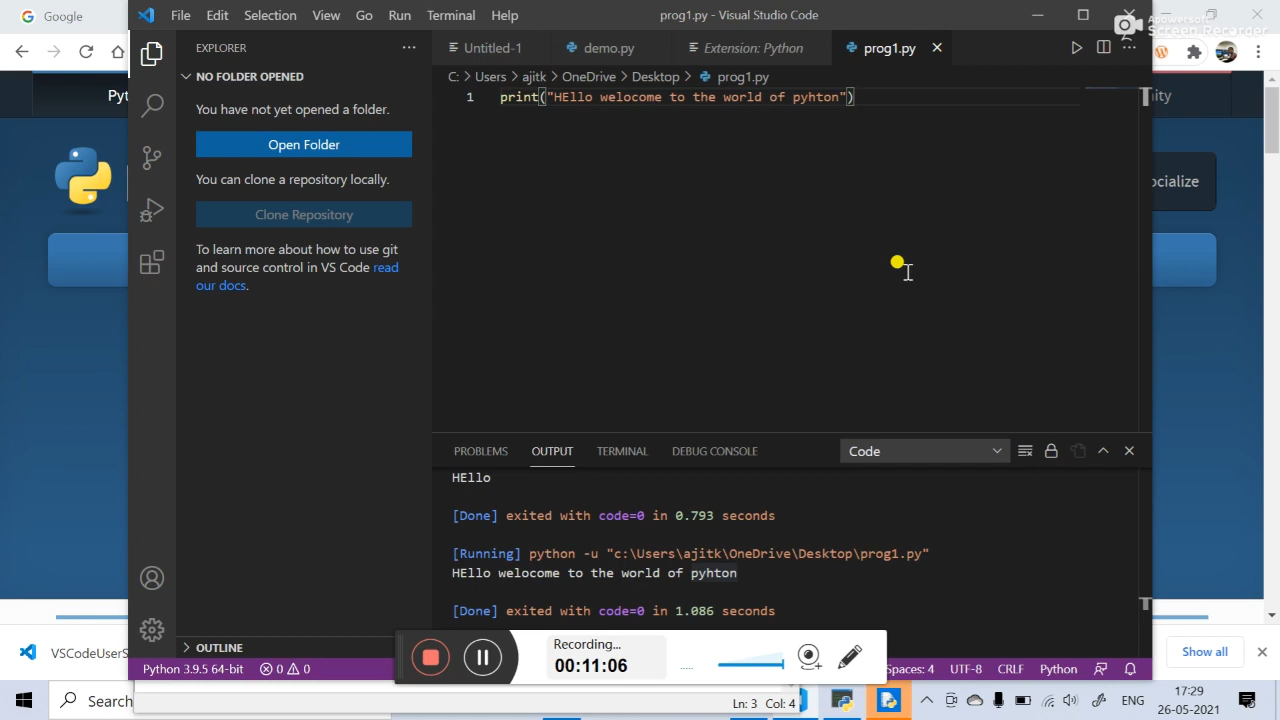 Google
File Edit Selection View Go Run Terminal Help
prog1.py - Visual Studio Code
Apowersoft
Screen Recorder
EXPLORER
Untitled-1
demo.py
Extension: Python
prog1.py
NO FOLDER OPENED
C: > Users > ajitk > OneDrive > Desktop > prog1.py
Pyt
ity
You have not yet opened a folder.
1 print("HEllo welocome to the world of pyhton")
Open Folder
You can clone a repository locally.
ocialize
Clone Repository
To learn more about how to use git
and source control in VS Code read
our docs.
PROBLEMS OUTPUT TERMINAL DEBUG CONSOLE
Code
HEllo
[Done] exited with code=0 in 0.793 seconds
[Running] python -u "c:\Users\ajitk\OneDrive\Desktop\prog1.py"
HEllo welocome to the world of pyhton
[Done] exited with code=0 in 1.086 seconds
OUTLINE
Recording...
00:11:06
VSCodeUserS
Show all
Python 3.9.5 64-bit
0 0
Spaces: 4 UTF-8 CRLF Python
Search
Ln: 3 Col: 4
ENG
17:29
26-05-2021